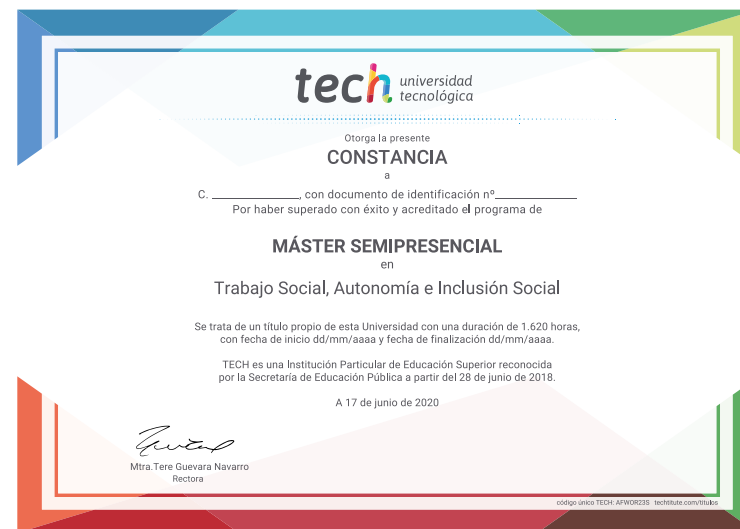 tech universidad
tecnológica
Otorga la presente
CONSTANCIA
a
C. ____________, con documento de identificación nº____________
Por haber superado con éxito y acreditado el programa de
MÁSTER SEMIPRESENCIAL
en
Trabajo Social, Autonomía e Inclusión Social
Se trata de un título propio de esta Universidad con una duración de 1.620 horas,
con fecha de inicio dd/mm/aaaa y fecha de finalización dd/mm/aaaa.
TECH es una Institución Particular de Educación Superior reconocida
por la Secretaría de Educación Pública a partir del 28 de junio de 2018.
A 17 de junio de 2020
Mtra.Tere Guevara Navarro
Rectora
código único TECH: AFWOR23S techtitute.com/titulos